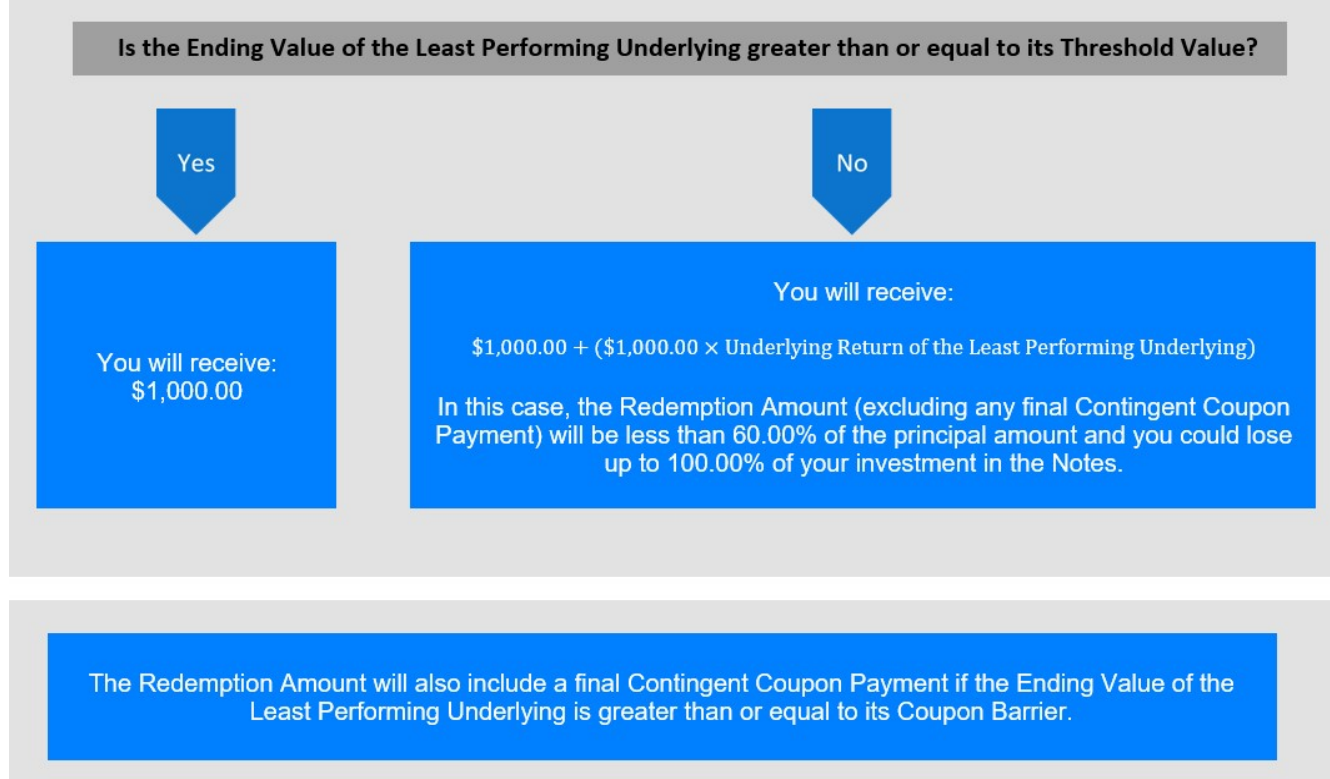 Is the Ending Value of the Least Performing Underlying greater than or equal to its Threshold Value?
Yes
No
You will receive:
$1,000.00
You will receive:
$1,000.00 + ($1,000.00 × Underlying Return of the Least Performing Underlying)
In this case, the Redemption Amount (excluding any final Contingent Coupon
Payment) will be less than 60.00% of the principal amount and you could lose
up to 100.00% of your investment in the Notes.
The Redemption Amount will also include a final Contingent Coupon Payment if the Ending Value of the
Least Performing Underlying is greater than or equal to its Coupon Barrier.